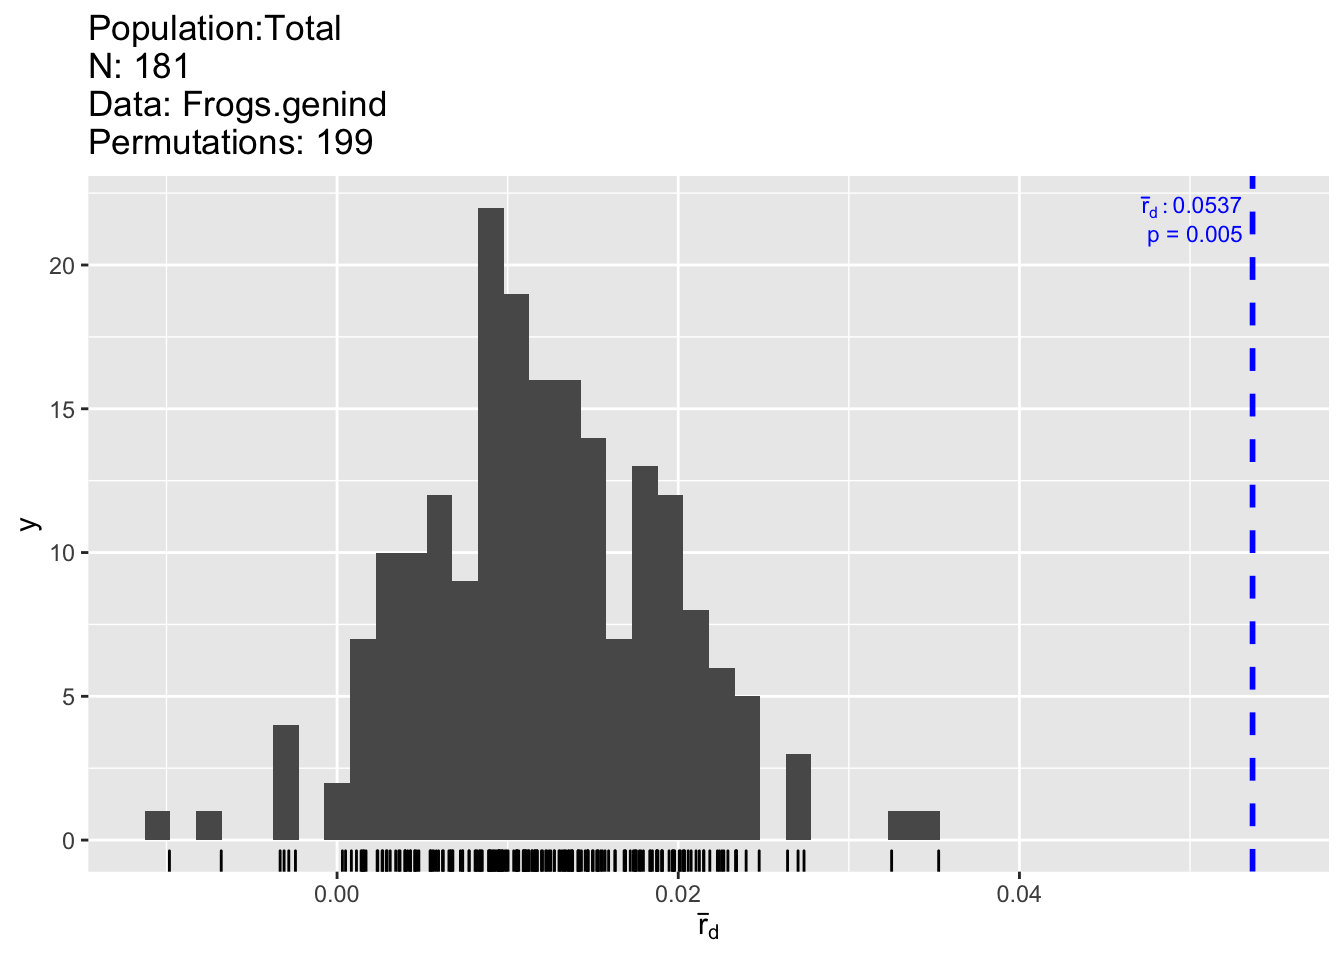 Population:Total
N: 181
Data: Frogs.genind
Permutations: 199
r̄d : 0.0537
p = 0.005
20
15
10
5
0
y
0.00 0.02 0.04
r̄d